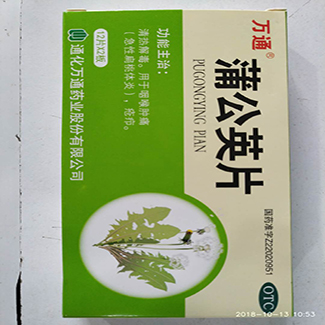 万通®
蒲公英片
PUGONGYING PIAN
国药准字Z22020951
OTC
功能主治:
清热解毒。用于咽喉肿痛
(急性扁桃体炎),疮疖。
12片X2板
通化万通药业股份有限公司
2018-10-13 10:53